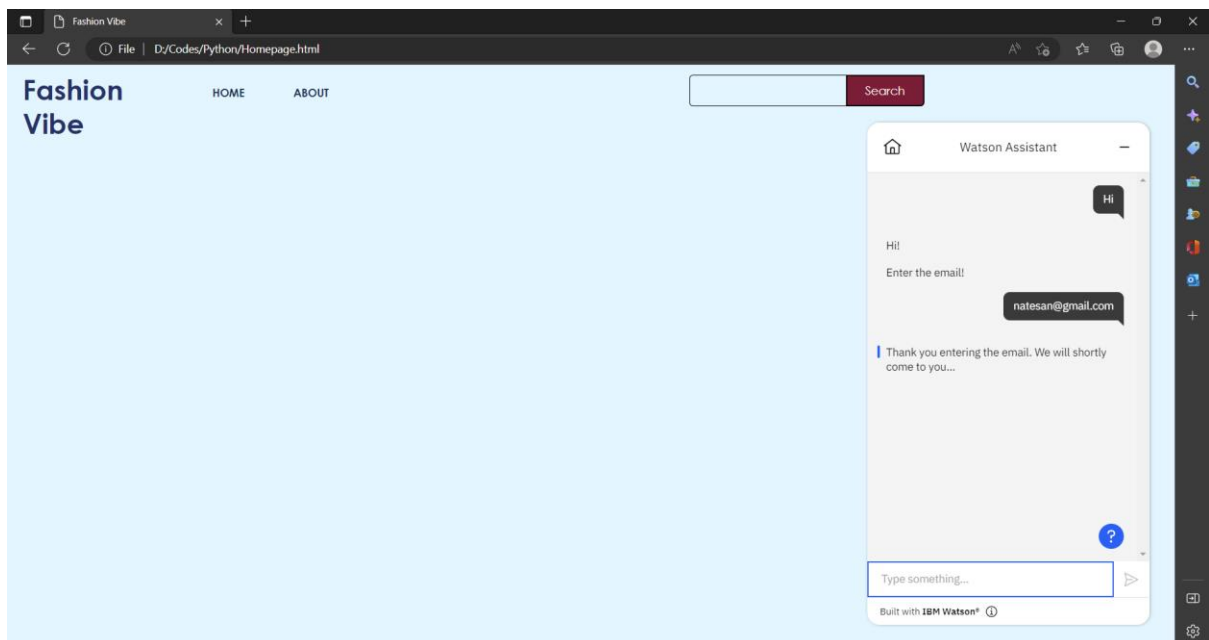 Fashion Vibe
File | D:/Codes/Python/Homepage.html
Fashion
Vibe
HOME
ABOUT
Search
Watson Assistant
Hi
Hi!
Enter the email!
natesan@gmail.com
Thank you entering the email. We will shortly
come to you...
?
Type something...
Built with IBM Watson®